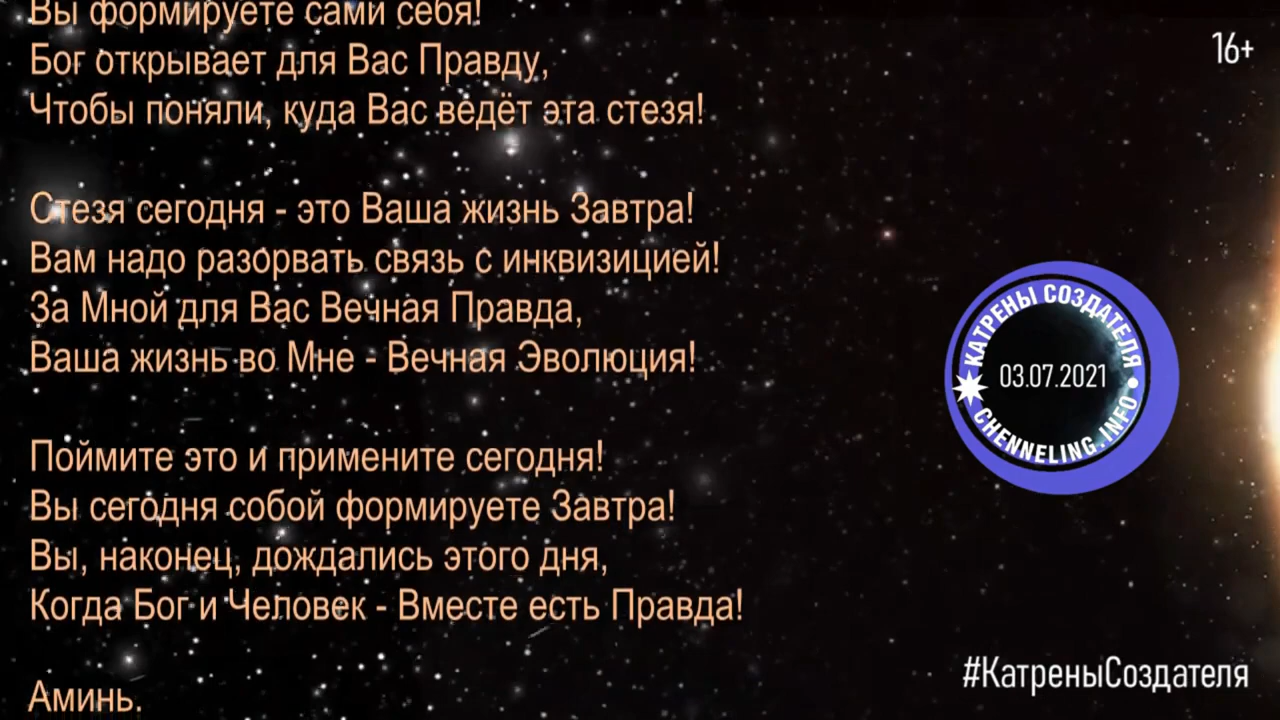 Вы формируете сами себя!
Бог открывает для Вас Правду,
Чтобы поняли, куда Вас ведёт эта стезя!
Стезя сегодня - это Ваша жизнь Завтра!
Вам надо разорвать связь с инквизицией!
За Мной для Вас Вечная Правда,
Ваша жизнь во Мне - Вечная Эволюция!
Поймите это и примените сегодня!
Вы сегодня собой формируете Завтра!
Вы, наконец, дождались этого дня,
Когда Бог и Человек - Вместе есть Правда!
Аминь.
16+
КАТРЕНЫ СОЗДАТЕЛЯ
03.07.2021
CHENNELING.INFO
#КатреныСоздателя